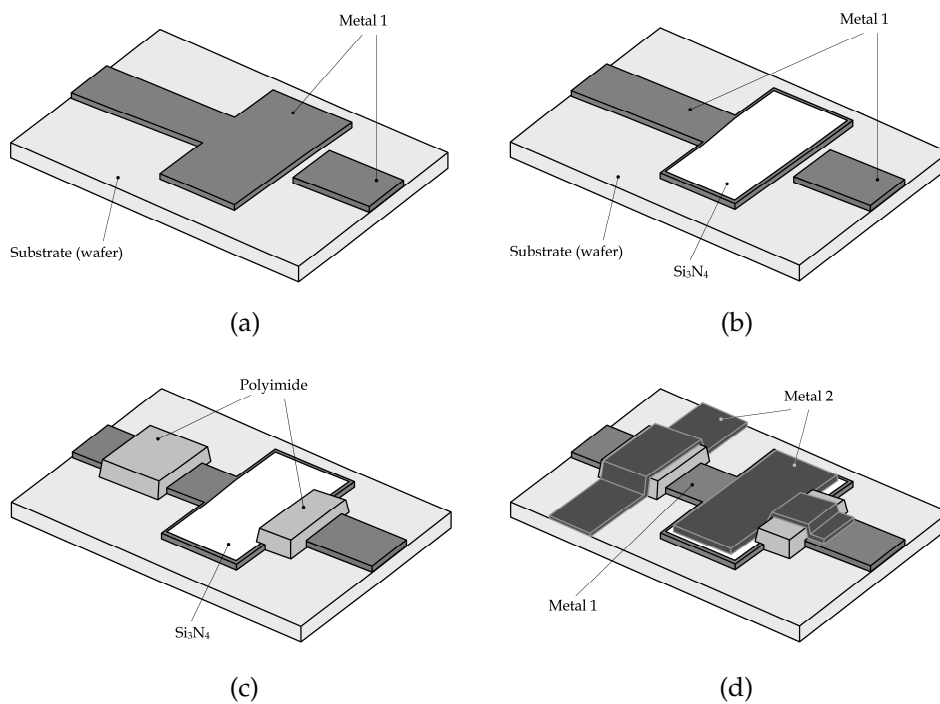 Metal 1
Substrate (wafer)
(a)
Metal 1
Substrate (wafer)
Si₃N₄
(b)
Polyimide
Si₃N₄
(c)
Metal 2
Metal 1
(d)